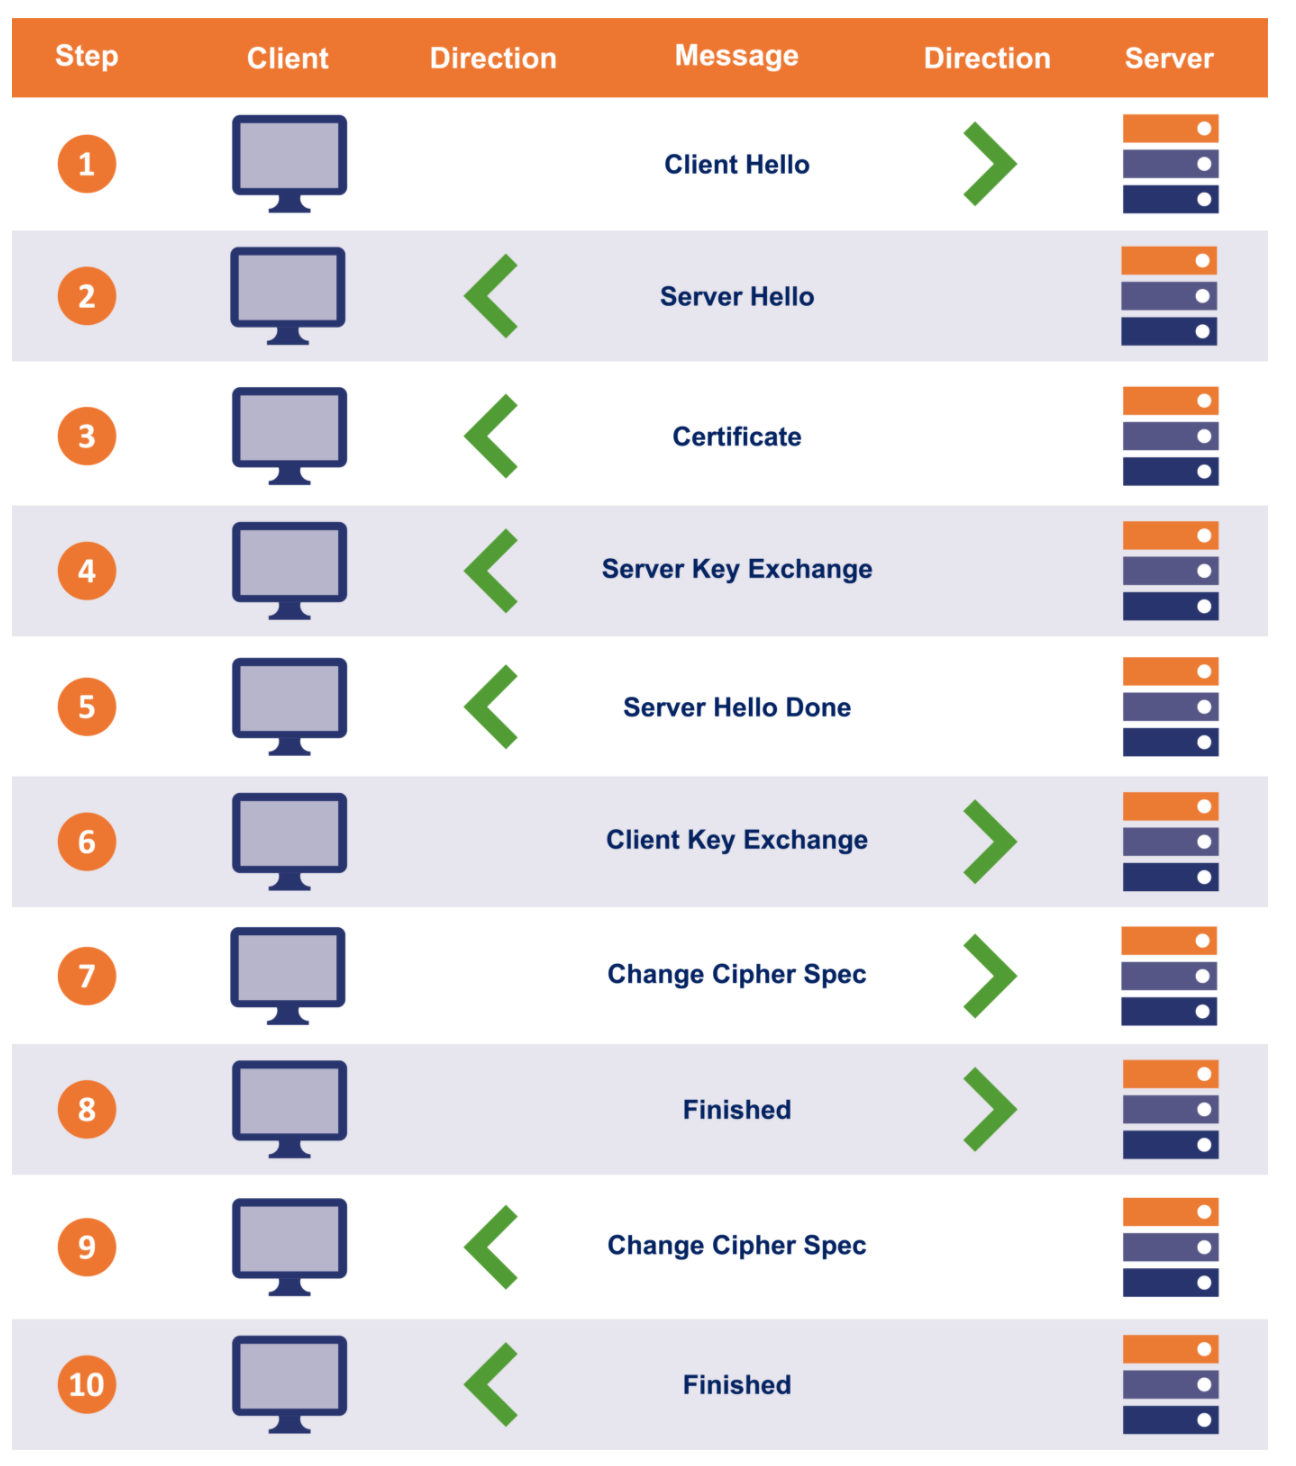 Step Client Direction Message Direction Server
1 Client Hello
2 Server Hello
3 Certificate
4 Server Key Exchange
5 Server Hello Done
6 Client Key Exchange
7 Change Cipher Spec
8 Finished
9 Change Cipher Spec
10 Finished